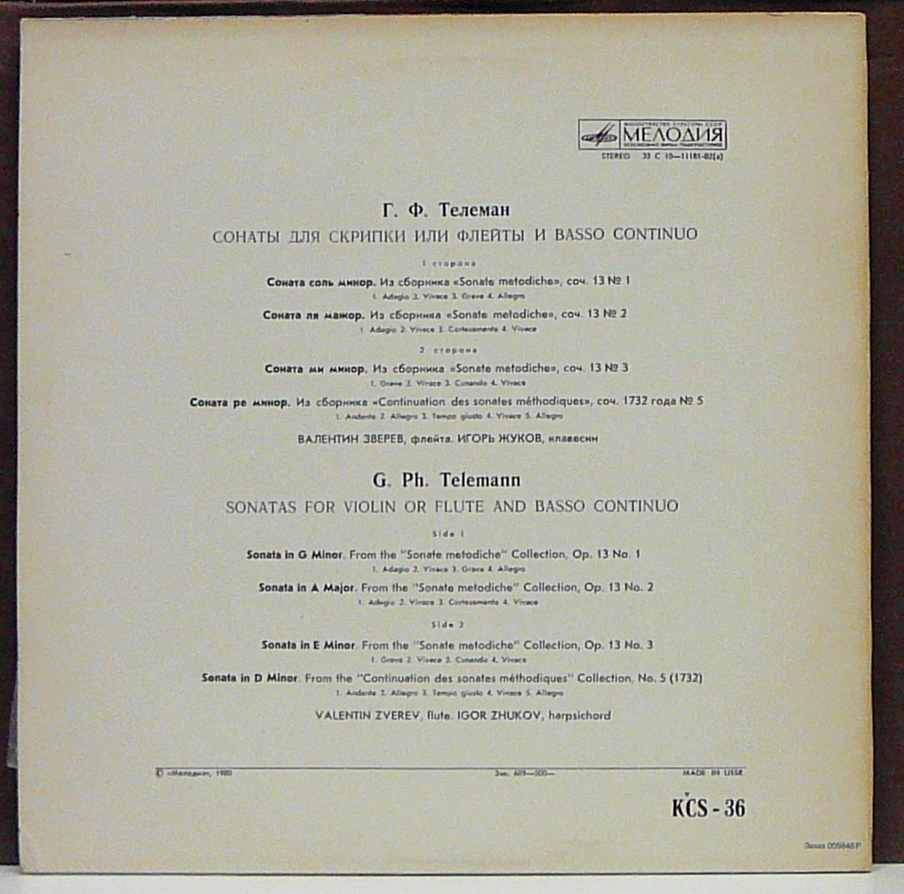 МЕЛОДИЯ
STEREO 33 С 10—11181-82(а)
Г. Ф. Телеман
СОНАТЫ ДЛЯ СКРИПКИ ИЛИ ФЛЕЙТЫ И BASSO CONTINUO
1 сторона
Соната соль минор. Из сборника «Sonate metodiche», соч. 13 № 1
1. Adagio 2. Vivace 3. Grave 4. Allegro
Соната ля мажор. Из сборника «Sonate metodiche», соч. 13 № 2
1. Adagio 2. Vivace 3. Cortesemente 4. Vivace
2 сторона
Соната ми минор. Из сборника «Sonate metodiche», соч. 13 № 3
1. Grave 2. Vivace 3. Cunando 4. Vivace
Соната ре минор. Из сборника «Continuation des sonates méthodiques», соч. 1732 года № 5
1. Andante 2. Allegro 3. Tempo giusto 4. Vivace 5. Allegro
ВАЛЕНТИН ЗВЕРЕВ, флейта. ИГОРЬ ЖУКОВ, клавесин
G. Ph. Telemann
SONATAS FOR VIOLIN OR FLUTE AND BASSO CONTINUO
Side 1
Sonata in G Minor. From the "Sonate metodiche" Collection, Op. 13 No. 1
1. Adagio 2. Vivace 3. Grave 4. Allegro
Sonata in A Major. From the "Sonate metodiche" Collection, Op. 13 No. 2
1. Adagio 2. Vivace 3. Cortesemente 4. Vivace
Side 2
Sonata in E Minor. From the "Sonate metodiche" Collection, Op. 13 No. 3
1. Grave 2. Vivace 3. Cunando 4. Vivace
Sonata in D Minor. From the "Continuation des sonates méthodiques" Collection, No. 5 (1732)
1. Andante 2. Allegro 3. Tempo giusto 4. Vivace 5. Allegro
VALENTIN ZVEREV, flute. IGOR ZHUKOV, harpsichord
© «Мелодия», 1980 Зак. MADE IN USSR
KČS - 36
Заказ